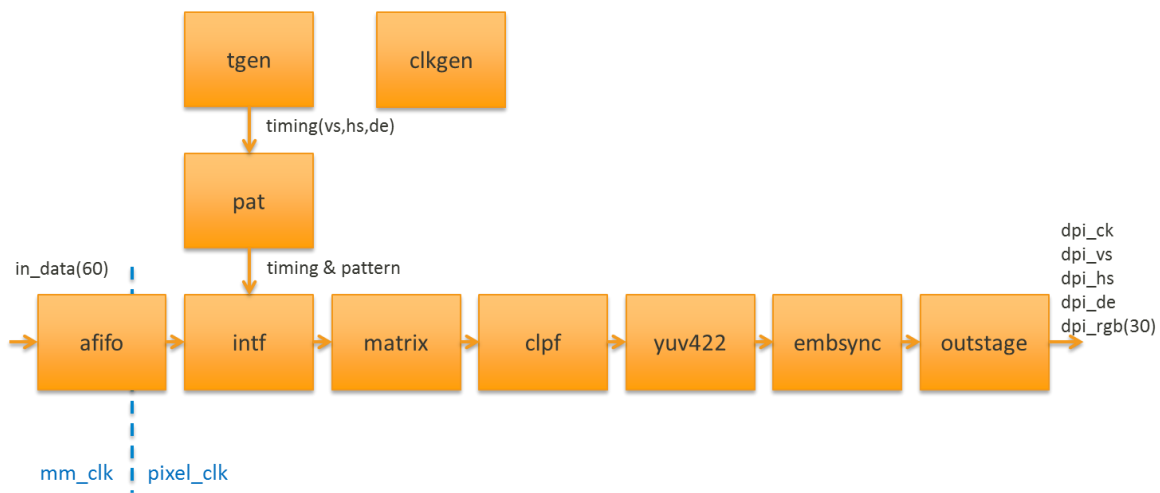 tgen
clkgen
timing(vs,hs,de)
pat
dpi_ck
dpi_vs
dpi_hs
dpi_de
dpi_rgb(30)
in_data(60)
timing & pattern
afifo
intf
matrix
clpf
yuv422
embsync
outstage
mm_clk
pixel_clk